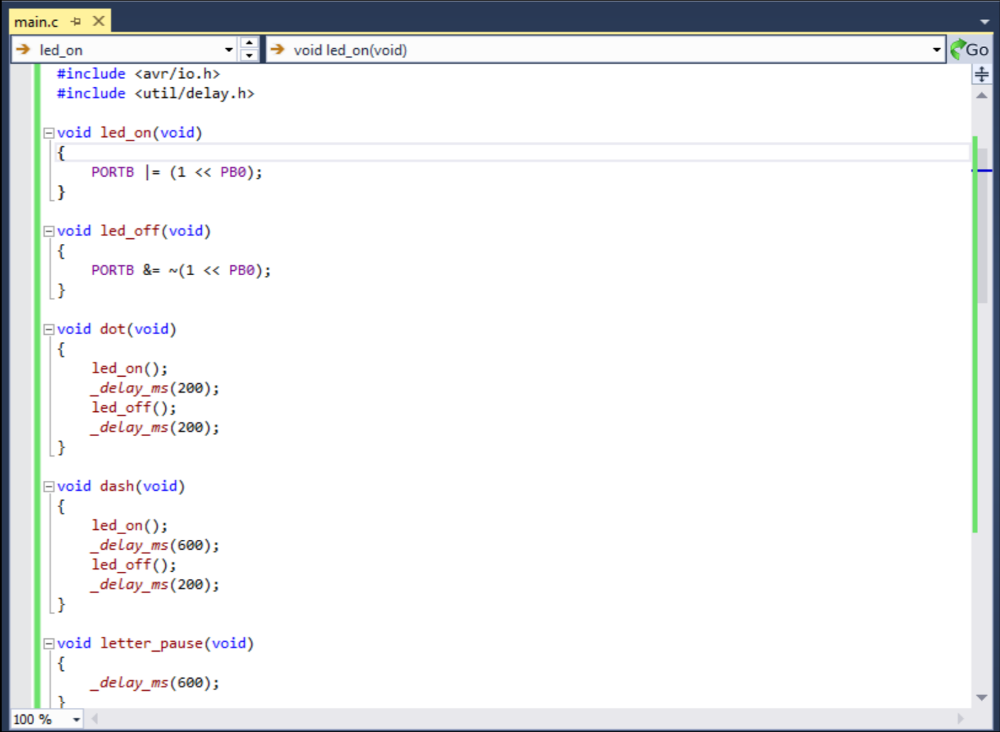 main.c
led_on
void led_on(void)
Go
#include <avr/io.h>
#include <util/delay.h>
void led_on(void)
{
PORTB |= (1 << PB0);
}
void led_off(void)
{
PORTB &= ~(1 << PB0);
}
void dot(void)
{
led_on();
_delay_ms(200);
led_off();
_delay_ms(200);
}
void dash(void)
{
led_on();
_delay_ms(600);
led_off();
_delay_ms(200);
}
void letter_pause(void)
{
_delay_ms(600);
}
100 %